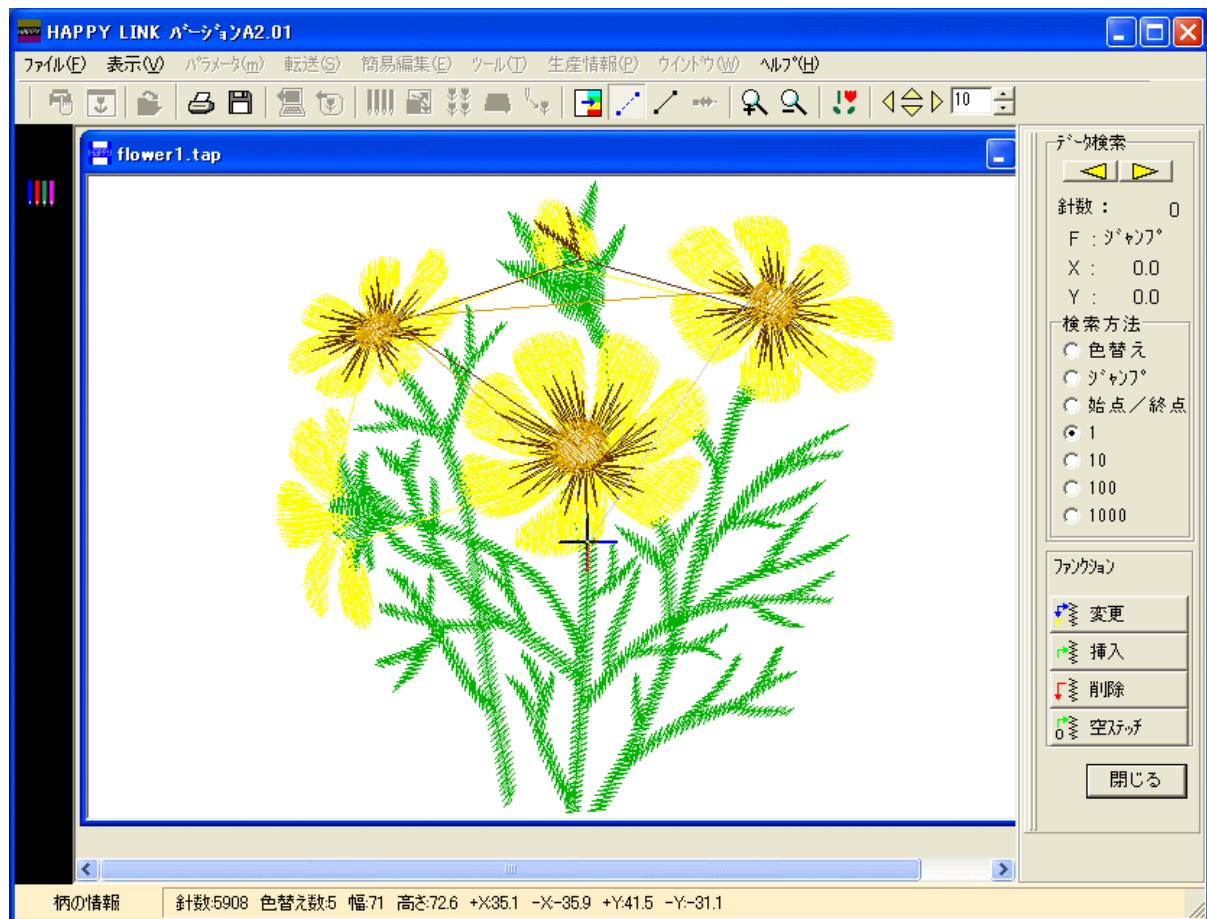 HAPPY LINK ﾊﾞｰｼﾞｮﾝA2.01
ﾌｧｲﾙ(F) 表示(V) ﾊﾟﾗﾒｰﾀ(m) 転送(S) 簡易編集(E) ﾂｰﾙ(T) 生産情報(P) ｳｲﾝﾄﾞｳ(W) ﾍﾙﾌﾟ(H)
10
flower1.tap
ﾃﾞｰﾀ検索
針数： 0
F：ｼﾞｬﾝﾌﾟ
X： 0.0
Y： 0.0
検索方法
色替え
ｼﾞｬﾝﾌﾟ
始点／終点
1
10
100
1000
ﾌｧﾝｸｼｮﾝ
変更
挿入
削除
空ｽﾃｯﾁ
閉じる
柄の情報 針数:5908 色替え数:5 幅:71 高さ:72.6 +X:35.1 -X:-35.9 +Y:41.5 -Y:-31.1